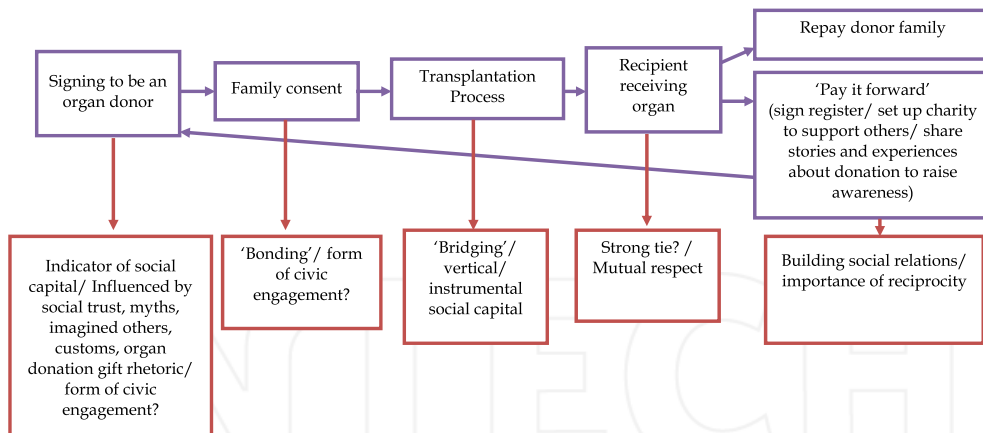 Repay donor family
Signing to be an
organ donor
Family consent
Transplantation
Process
Recipient
receiving
organ
‘Pay it forward’
(sign register/ set up charity
to support others/ share
stories and experiences
about donation to raise
awareness)
Indicator of social
capital/ Influenced by
social trust, myths,
imagined others,
customs, organ
donation gift rhetoric/
form of civic
engagement?
‘Bonding’/ form
of civic
engagement?
‘Bridging’/
vertical/
instrumental
social capital
Strong tie? /
Mutual respect
Building social relations/
importance of reciprocity
NTECH